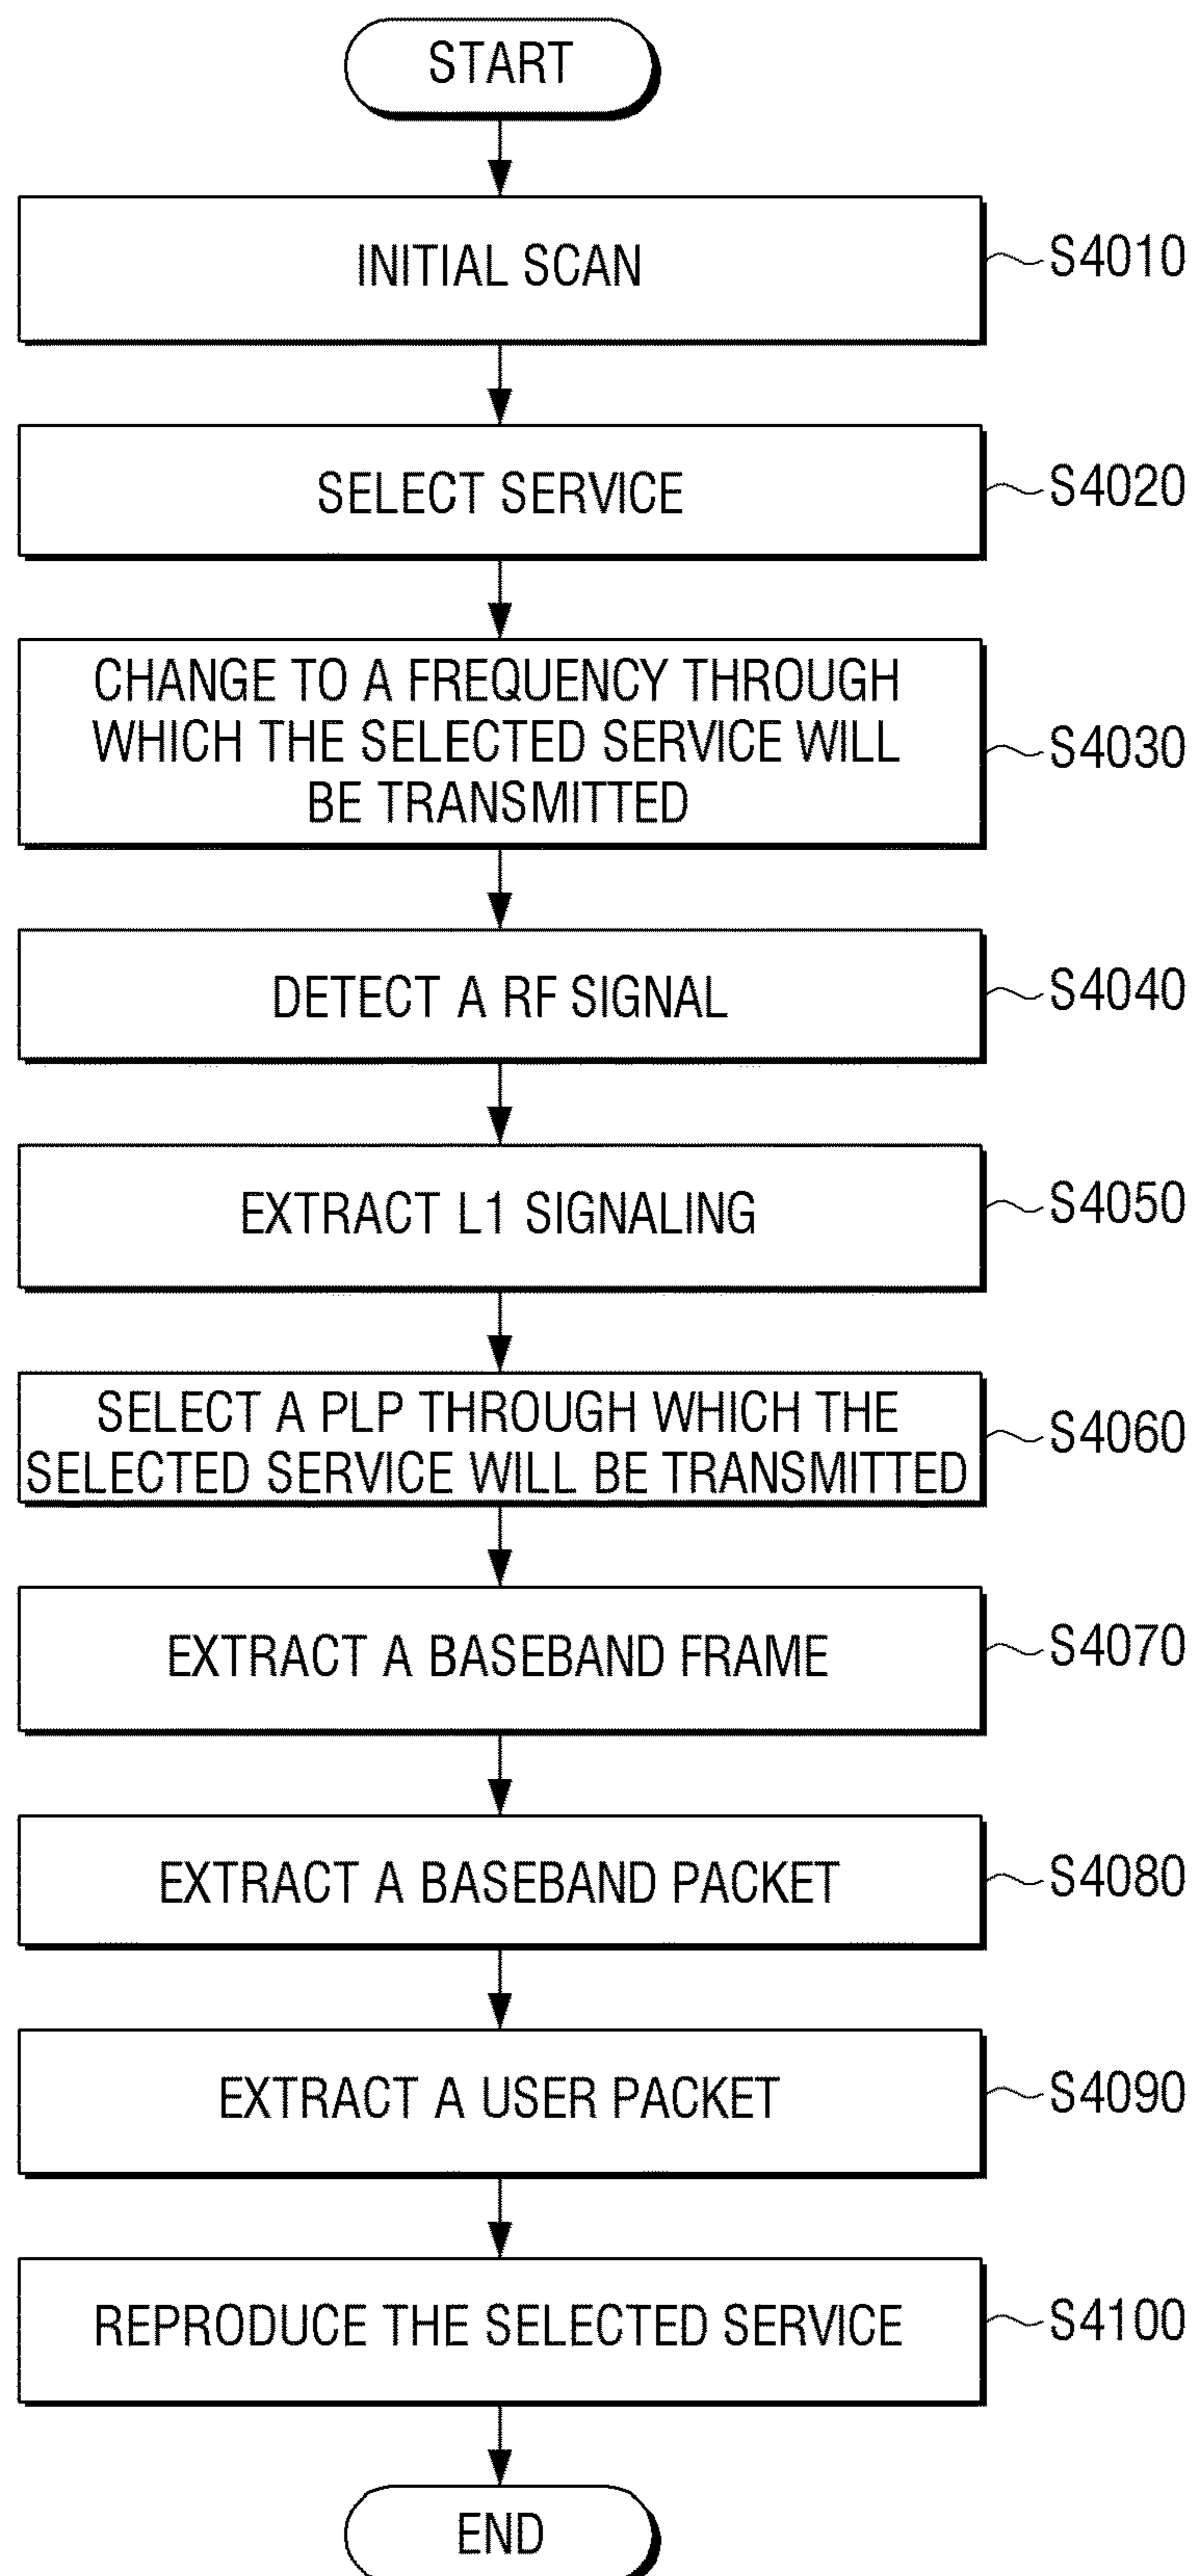 START
INITIAL SCAN
S4010
SELECT SERVICE
S4020
CHANGE TO A FREQUENCY THROUGH
WHICH THE SELECTED SERVICE WILL
BE TRANSMITTED
S4030
DETECT A RF SIGNAL
S4040
EXTRACT L1 SIGNALING
S4050
SELECT A PLP THROUGH WHICH THE
SELECTED SERVICE WILL BE TRANSMITTED
S4060
EXTRACT A BASEBAND FRAME
S4070
EXTRACT A BASEBAND PACKET
S4080
EXTRACT A USER PACKET
S4090
REPRODUCE THE SELECTED SERVICE
S4100
END